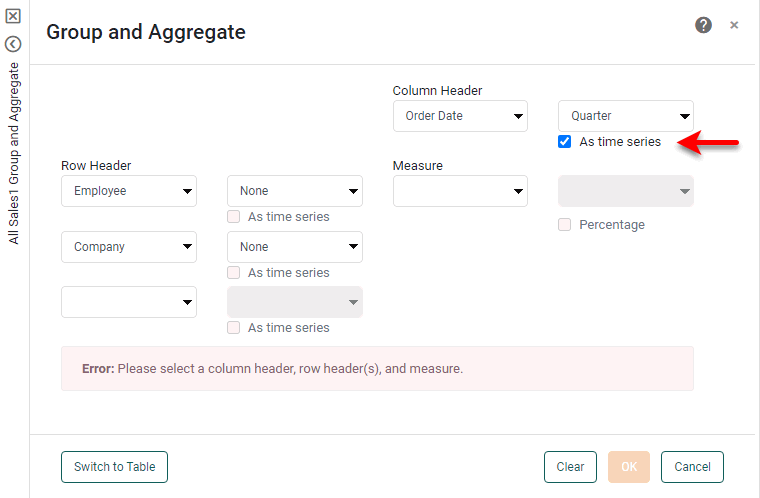 All Sales1 Group and Aggregate
Group and Aggregate
? ×
Column Header
Order Date Quarter
As time series
Row Header Measure
Employee None
As time series
Percentage
Company None
As time series
As time series
Error: Please select a column header, row header(s), and measure.
Switch to Table Clear OK Cancel